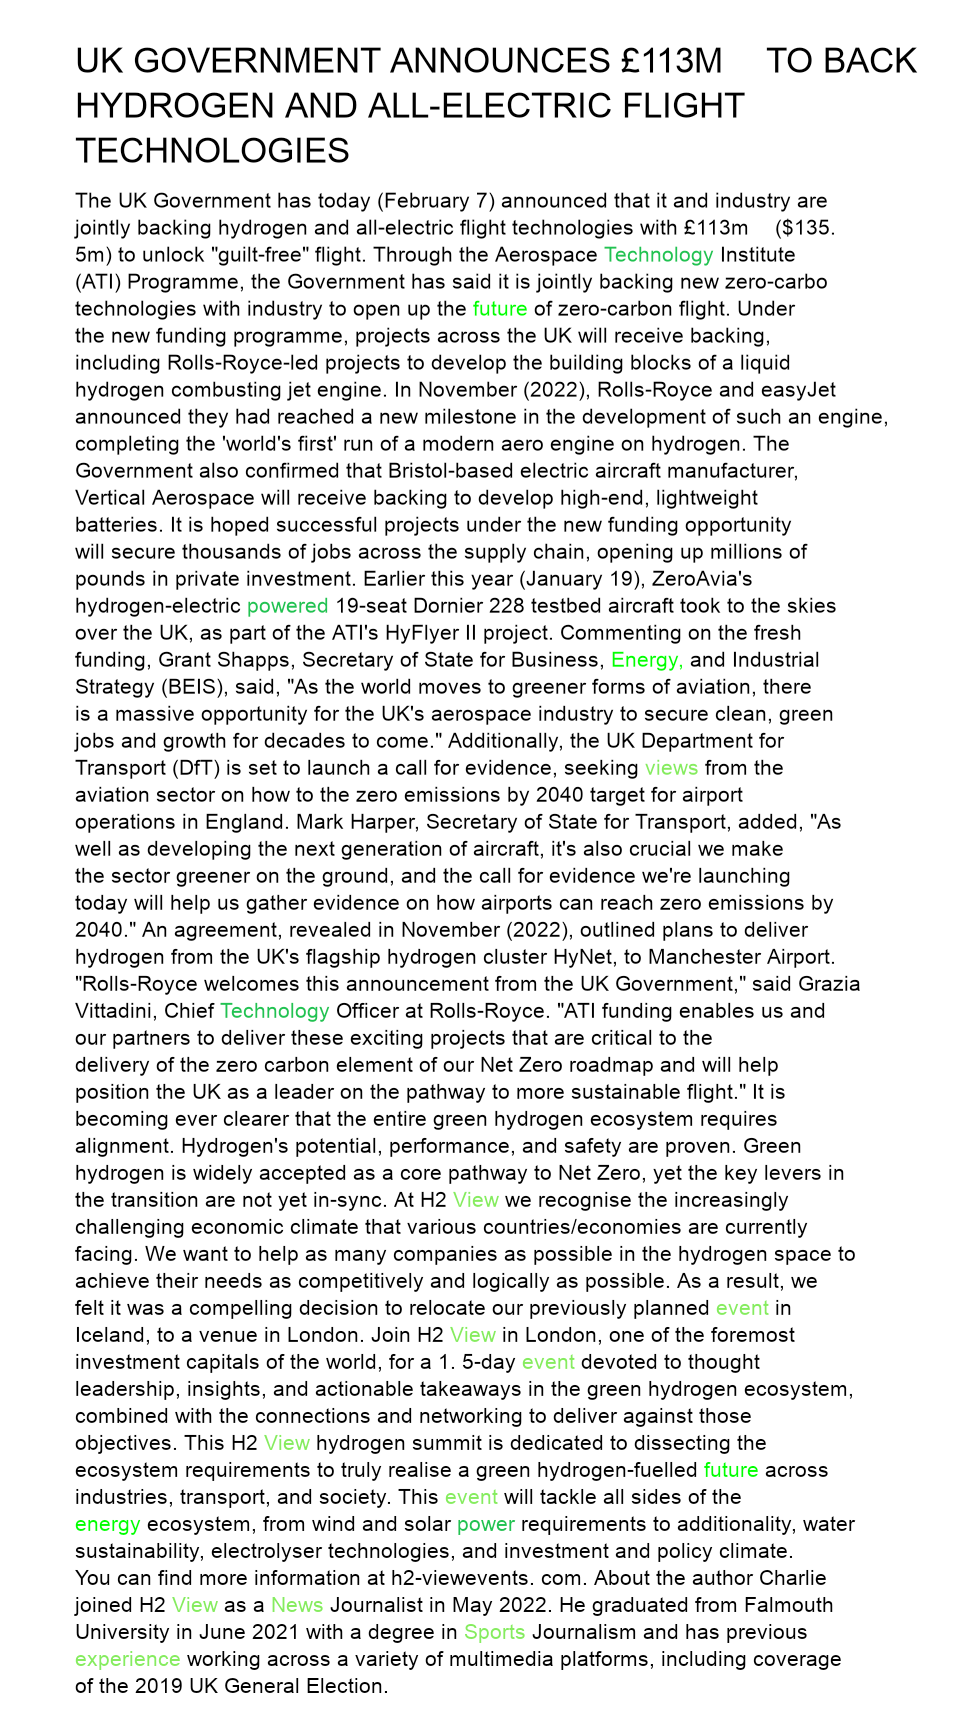 UK GOVERNMENT ANNOUNCES £113M TO BACK
HYDROGEN AND ALL-ELECTRIC FLIGHT
TECHNOLOGIES
The UK Government has today (February 7) announced that it and industry are
jointly backing hydrogen and all-electric flight technologies with £113m ($135.
5m) to unlock "guilt-free" flight. Through the Aerospace Technology Institute
(ATI) Programme, the Government has said it is jointly backing new zero-carbo
technologies with industry to open up the future of zero-carbon flight. Under
the new funding programme, projects across the UK will receive backing,
including Rolls-Royce-led projects to develop the building blocks of a liquid
hydrogen combusting jet engine. In November (2022), Rolls-Royce and easyJet
announced they had reached a new milestone in the development of such an engine,
completing the 'world's first' run of a modern aero engine on hydrogen. The
Government also confirmed that Bristol-based electric aircraft manufacturer,
Vertical Aerospace will receive backing to develop high-end, lightweight
batteries. It is hoped successful projects under the new funding opportunity
will secure thousands of jobs across the supply chain, opening up millions of
pounds in private investment. Earlier this year (January 19), ZeroAvia's
hydrogen-electric powered 19-seat Dornier 228 testbed aircraft took to the skies
over the UK, as part of the ATI's HyFlyer II project. Commenting on the fresh
funding, Grant Shapps, Secretary of State for Business, Energy, and Industrial
Strategy (BEIS), said, "As the world moves to greener forms of aviation, there
is a massive opportunity for the UK's aerospace industry to secure clean, green
jobs and growth for decades to come." Additionally, the UK Department for
Transport (DfT) is set to launch a call for evidence, seeking views from the
aviation sector on how to the zero emissions by 2040 target for airport
operations in England. Mark Harper, Secretary of State for Transport, added, "As
well as developing the next generation of aircraft, it's also crucial we make
the sector greener on the ground, and the call for evidence we're launching
today will help us gather evidence on how airports can reach zero emissions by
2040." An agreement, revealed in November (2022), outlined plans to deliver
hydrogen from the UK's flagship hydrogen cluster HyNet, to Manchester Airport.
"Rolls-Royce welcomes this announcement from the UK Government," said Grazia
Vittadini, Chief Technology Officer at Rolls-Royce. "ATI funding enables us and
our partners to deliver these exciting projects that are critical to the
delivery of the zero carbon element of our Net Zero roadmap and will help
position the UK as a leader on the pathway to more sustainable flight." It is
becoming ever clearer that the entire green hydrogen ecosystem requires
alignment. Hydrogen's potential, performance, and safety are proven. Green
hydrogen is widely accepted as a core pathway to Net Zero, yet the key levers in
the transition are not yet in-sync. At H2 View we recognise the increasingly
challenging economic climate that various countries/economies are currently
facing. We want to help as many companies as possible in the hydrogen space to
achieve their needs as competitively and logically as possible. As a result, we
felt it was a compelling decision to relocate our previously planned event in
Iceland, to a venue in London. Join H2 View in London, one of the foremost
investment capitals of the world, for a 1. 5-day event devoted to thought
leadership, insights, and actionable takeaways in the green hydrogen ecosystem,
combined with the connections and networking to deliver against those
objectives. This H2 View hydrogen summit is dedicated to dissecting the
ecosystem requirements to truly realise a green hydrogen-fuelled future across
industries, transport, and society. This event will tackle all sides of the
energy ecosystem, from wind and solar power requirements to additionality, water
sustainability, electrolyser technologies, and investment and policy climate.
You can find more information at h2-viewevents. com. About the author Charlie
joined H2 View as a News Journalist in May 2022. He graduated from Falmouth
University in June 2021 with a degree in Sports Journalism and has previous
experience working across a variety of multimedia platforms, including coverage
of the 2019 UK General Election.